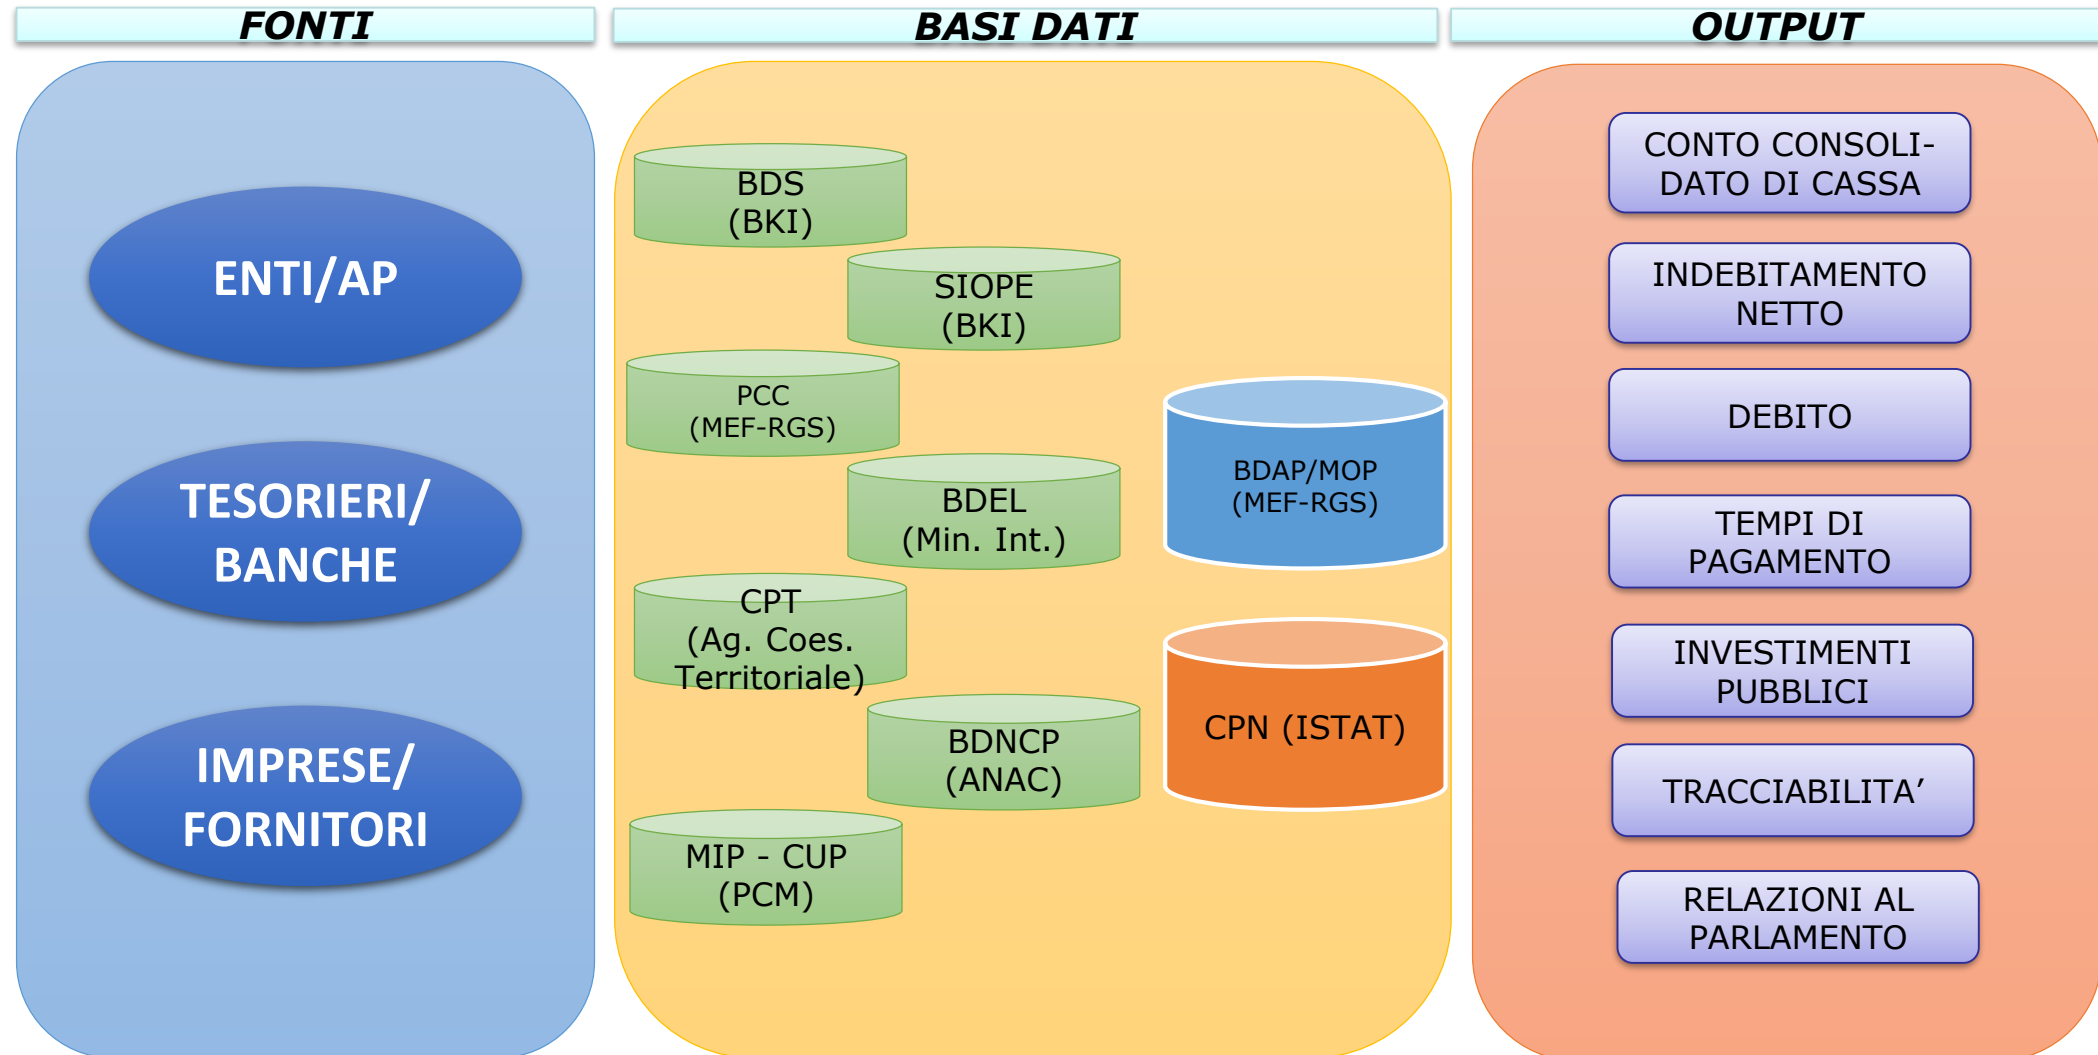 FONTI
BASI DATI
OUTPUT
ENTI/AP
TESORIERI/
BANCHE
IMPRESE/
FORNITORI
BDS
(BKI)
SIOPE
(BKI)
PCC
(MEF-RGS)
BDEL
(Min. Int.)
CPT
(Ag. Coes.
Territoriale)
BDNCP
(ANAC)
MIP - CUP
(PCM)
BDAP/MOP
(MEF-RGS)
CPN (ISTAT)
CONTO CONSOLI-
DATO DI CASSA
INDEBITAMENTO
NETTO
DEBITO
TEMPI DI
PAGAMENTO
INVESTIMENTI
PUBBLICI
TRACCIABILITA’
RELAZIONI AL
PARLAMENTO